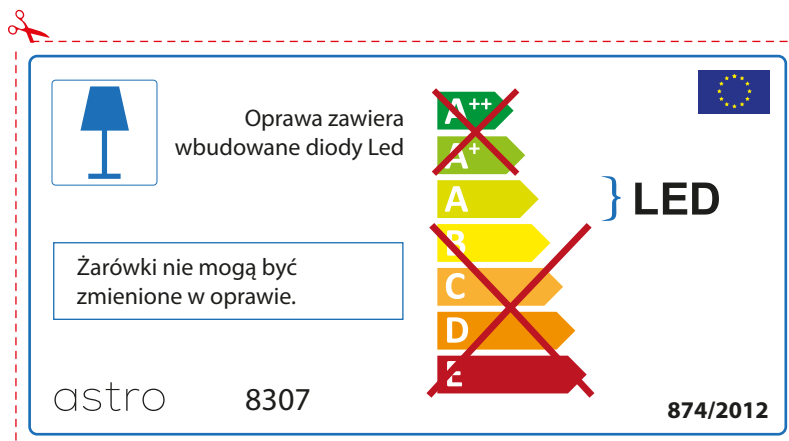 Oprawa zawiera
wbudowane diody Led
A++
A+
A
B
C
D
E
LED
Żarówki nie mogą być
zmienione w oprawie.
astro
8307
874/2012